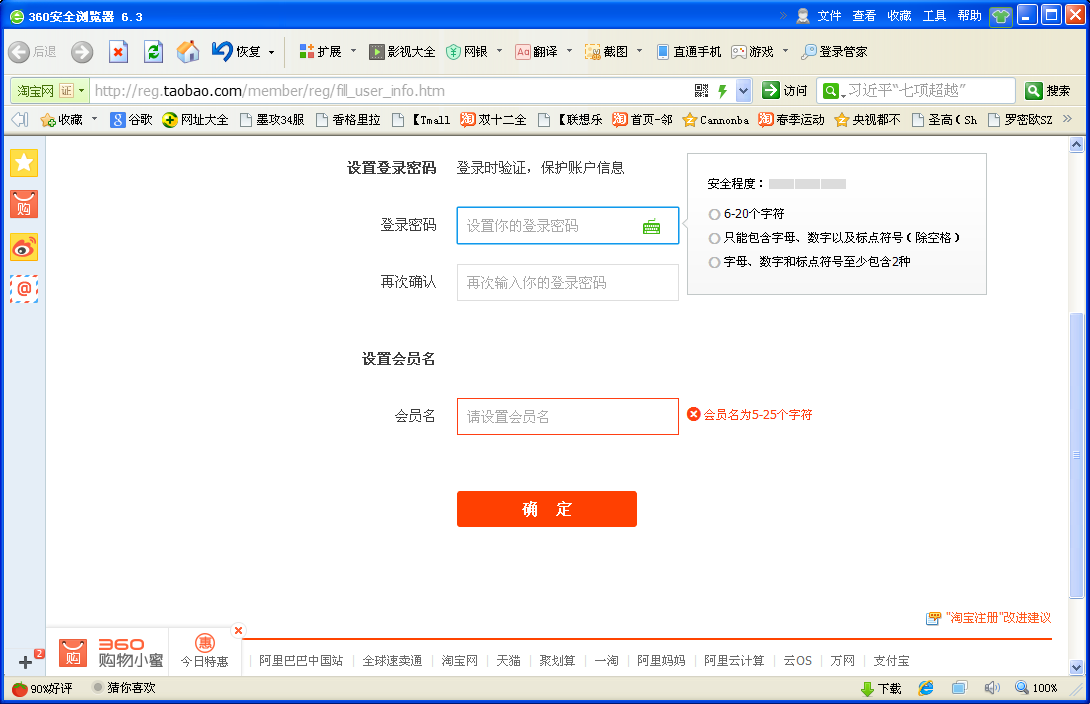 360安全浏览器 6.3
» 文件 查看 收藏 工具 帮助
后退 恢复 扩展 影视大全 网银 翻译 截图 直通手机 游戏 登录管家
淘宝网 证 http://reg.taobao.com/member/reg/fill_user_info.htm 访问 习近平“七项超越” 搜索
收藏 谷歌 网址大全 墨攻34服 香格里拉 【Tmall 双十二全 【联想乐 首页-邻 Cannonba 春季运动 央视都不 圣高(Sh 罗密欧SZ »
设置登录密码 登录时验证，保护账户信息
安全程度：
登录密码 设置你的登录密码
6-20个字符
只能包含字母、数字以及标点符号（除空格）
字母、数字和标点符号至少包含2种
再次确认 再次输入你的登录密码
设置会员名
会员名 请设置会员名 会员名为5-25个字符
确 定
"淘宝注册"改进建议
2 购 360购物小蜜 惠 今日特惠
阿里巴巴中国站 全球速卖通 淘宝网 天猫 聚划算 一淘 阿里妈妈 阿里云计算 云OS 万网 支付宝
90%好评 猜你喜欢 下载 100%